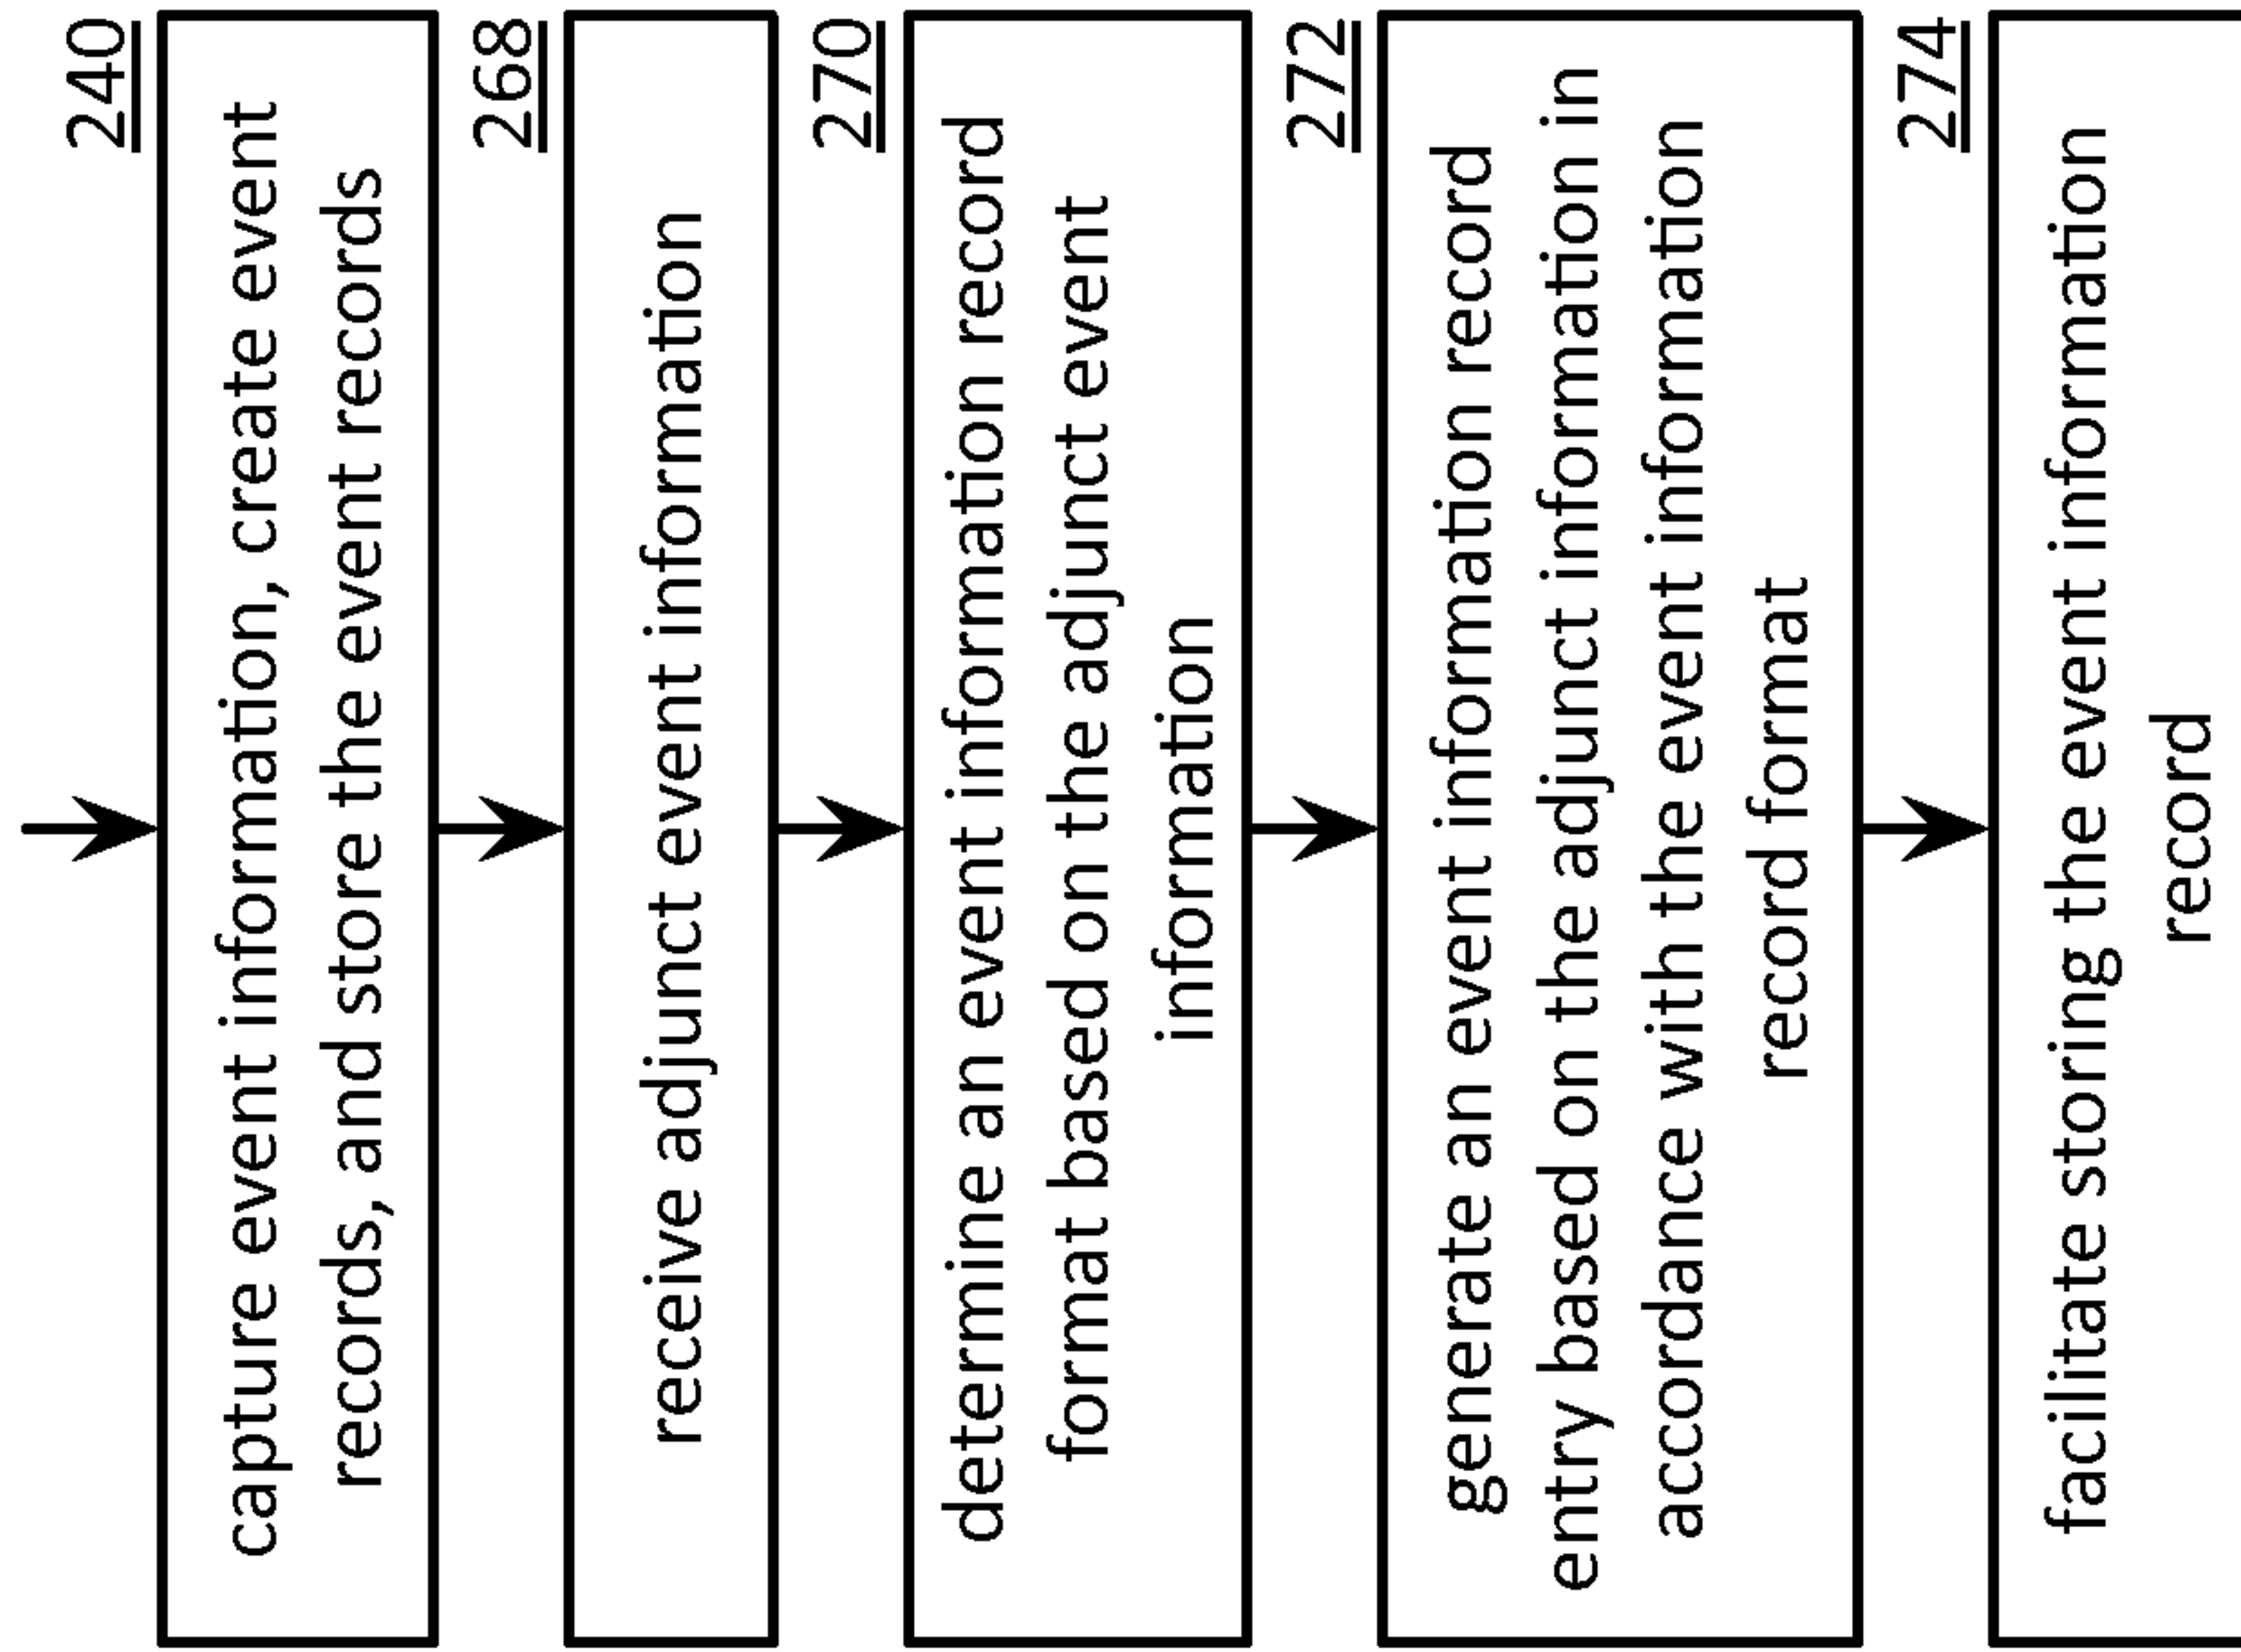 240
capture event information, create event
records, and store the event records
268
receive adjunct event information
270
determine an event information record
format based on the adjunct event
information
272
generate an event information record
entry based on the adjunct information in
accordance with the event information
record format
274
facilitate storing the event information
record